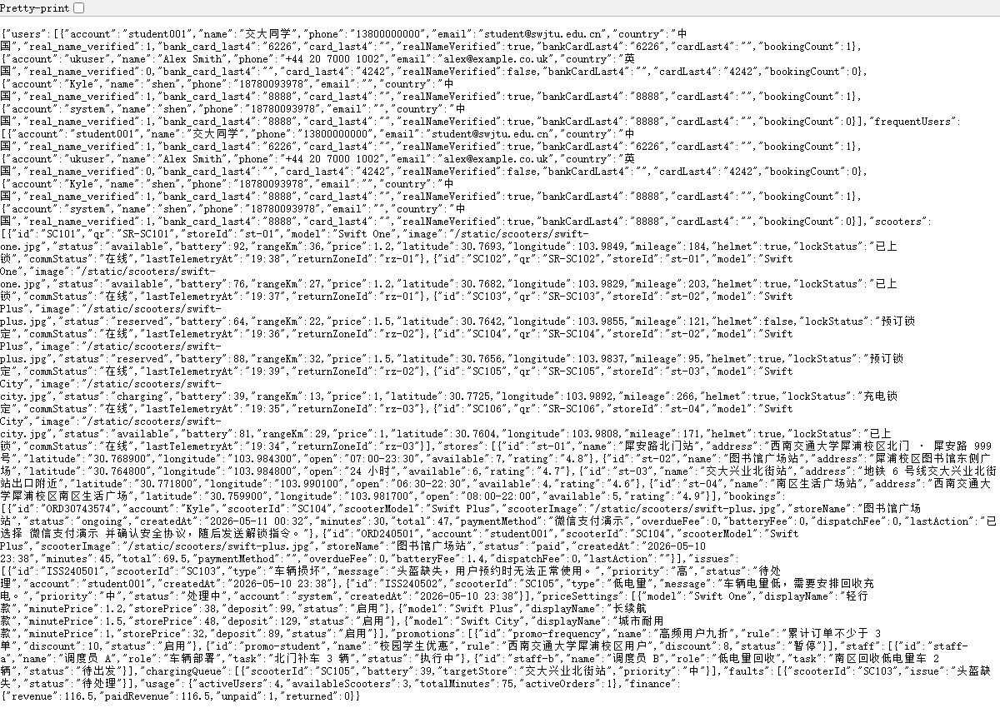 Pretty-print
{"users":[{"account":"student001","name":"交大同学","phone":"13800000000","email":"student@swjtu.edu.cn","country":"中
国","real_name_verified":1,"bank_card_last4":"6226","card_last4":"","realNameVerified":true,"bankCardLast4":"6226","cardLast4":"","bookingCount":1},
{"account":"ukuser","name":"Alex Smith","phone":"+44 20 7000 1002","email":"alex@example.co.uk","country":"英
国","real_name_verified":0,"bank_card_last4":"","card_last4":"4242","realNameVerified":false,"bankCardLast4":"","cardLast4":"4242","bookingCount":0},
{"account":"Kyle","name":"shen","phone":"18780093978","email":"","country":"中
国","real_name_verified":1,"bank_card_last4":"8888","card_last4":"","realNameVerified":true,"bankCardLast4":"8888","cardLast4":"","bookingCount":1},
{"account":"system","name":"shen","phone":"18780093978","email":"","country":"中
国","real_name_verified":1,"bank_card_last4":"8888","card_last4":"","realNameVerified":true,"bankCardLast4":"8888","cardLast4":"","bookingCount":0}],"frequentUsers":
[{"account":"student001","name":"交大同学","phone":"13800000000","email":"student@swjtu.edu.cn","country":"中
国","real_name_verified":1,"bank_card_last4":"6226","card_last4":"","realNameVerified":true,"bankCardLast4":"6226","cardLast4":"","bookingCount":1},
{"account":"ukuser","name":"Alex Smith","phone":"+44 20 7000 1002","email":"alex@example.co.uk","country":"英
国","real_name_verified":0,"bank_card_last4":"","card_last4":"4242","realNameVerified":false,"bankCardLast4":"","cardLast4":"4242","bookingCount":0},
{"account":"Kyle","name":"shen","phone":"18780093978","email":"","country":"中
国","real_name_verified":1,"bank_card_last4":"8888","card_last4":"","realNameVerified":true,"bankCardLast4":"8888","cardLast4":"","bookingCount":1},
{"account":"system","name":"shen","phone":"18780093978","email":"","country":"中
国","real_name_verified":1,"bank_card_last4":"8888","card_last4":"","realNameVerified":true,"bankCardLast4":"8888","cardLast4":"","bookingCount":0}],"scooters":
[{"id":"SC101","qr":"SR-SC101","storeId":"st-01","model":"Swift One","image":"/static/scooters/swift-
one.jpg","status":"available","battery":92,"rangeKm":36,"price":1.2,"latitude":30.7693,"longitude":103.9849,"mileage":184,"helmet":true,"lockStatus":"已上
锁","commStatus":"在线","lastTelemetryAt":"19:38","returnZoneId":"rz-01"},{"id":"SC102","qr":"SR-SC102","storeId":"st-01","model":"Swift
One","image":"/static/scooters/swift-
one.jpg","status":"available","battery":76,"rangeKm":27,"price":1.2,"latitude":30.7682,"longitude":103.9829,"mileage":203,"helmet":true,"lockStatus":"已上
锁","commStatus":"在线","lastTelemetryAt":"19:37","returnZoneId":"rz-01"},{"id":"SC103","qr":"SR-SC103","storeId":"st-02","model":"Swift
Plus","image":"/static/scooters/swift-
plus.jpg","status":"reserved","battery":64,"rangeKm":22,"price":1.5,"latitude":30.7642,"longitude":103.9855,"mileage":121,"helmet":false,"lockStatus":"预订锁
定","commStatus":"在线","lastTelemetryAt":"19:36","returnZoneId":"rz-02"},{"id":"SC104","qr":"SR-SC104","storeId":"st-02","model":"Swift
Plus","image":"/static/scooters/swift-
plus.jpg","status":"reserved","battery":88,"rangeKm":32,"price":1.5,"latitude":30.7656,"longitude":103.9837,"mileage":95,"helmet":true,"lockStatus":"预订锁
定","commStatus":"在线","lastTelemetryAt":"19:39","returnZoneId":"rz-02"},{"id":"SC105","qr":"SR-SC105","storeId":"st-03","model":"Swift
City","image":"/static/scooters/swift-
city.jpg","status":"charging","battery":39,"rangeKm":13,"price":1,"latitude":30.7725,"longitude":103.9892,"mileage":266,"helmet":true,"lockStatus":"充电锁
定","commStatus":"在线","lastTelemetryAt":"19:35","returnZoneId":"rz-03"},{"id":"SC106","qr":"SR-SC106","storeId":"st-04","model":"Swift
City","image":"/static/scooters/swift-
city.jpg","status":"available","battery":81,"rangeKm":29,"price":1,"latitude":30.7604,"longitude":103.9808,"mileage":171,"helmet":true,"lockStatus":"已上
锁","commStatus":"在线","lastTelemetryAt":"19:34","returnZoneId":"rz-03"}],"stores":[{"id":"st-01","name":"犀安路北门站","address":"西南交通大学犀浦校区北门 · 犀安路 999
号","latitude":"30.768900","longitude":"103.984300","open":"07:00-23:30","available":7,"rating":"4.8"},{"id":"st-02","name":"图书馆广场站","address":"犀浦校区图书馆东侧广
场","latitude":"30.764800","longitude":"103.984800","open":"24 小时","available":6,"rating":"4.7"},{"id":"st-03","name":"交大兴业北街站","address":"地铁 6 号线交大兴业北街
站出口附近","latitude":"30.771800","longitude":"103.990100","open":"06:30-22:30","available":4,"rating":"4.6"},{"id":"st-04","name":"南区生活广场站","address":"西南交通大
学犀浦校区南区生活广场","latitude":"30.759900","longitude":"103.981700","open":"08:00-22:00","available":5,"rating":"4.9"}],"bookings":
[{"id":"ORD30743574","account":"Kyle","scooterId":"SC104","scooterModel":"Swift Plus","scooterImage":"/static/scooters/swift-plus.jpg","storeName":"图书馆广场
站","status":"ongoing","createdAt":"2026-05-11 00:32","minutes":30,"total":47,"paymentMethod":"微信支付演示","overdueFee":0,"batteryFee":0,"dispatchFee":0,"lastAction":"已
选择 微信支付演示 并确认安全协议，随后发送解锁指令。"},{"id":"ORD240501","account":"student001","scooterId":"SC104","scooterModel":"Swift
Plus","scooterImage":"/static/scooters/swift-plus.jpg","storeName":"图书馆广场站","status":"paid","createdAt":"2026-05-10
23:38","minutes":45,"total":69.5,"paymentMethod":"","overdueFee":0,"batteryFee":1.4,"dispatchFee":0,"lastAction":""}],"issues":
[{"id":"ISS240501","scooterId":"SC103","type":"车辆损坏","message":"头盔缺失，用户预约时无法正常使用。","priority":"高","status":"待处
理","account":"student001","createdAt":"2026-05-10 23:38"},{"id":"ISS240502","scooterId":"SC105","type":"低电量","message":"车辆电量低，需要安排回收充
电。","priority":"中","status":"处理中","account":"system","createdAt":"2026-05-10 23:38"}],"priceSettings":[{"model":"Swift One","displayName":"轻行
款","minutePrice":1.2,"storePrice":38,"deposit":99,"status":"启用"},{"model":"Swift Plus","displayName":"长续航
款","minutePrice":1.5,"storePrice":48,"deposit":129,"status":"启用"},{"model":"Swift City","displayName":"城市耐用
款","minutePrice":1,"storePrice":32,"deposit":89,"status":"启用"}],"promotions":[{"id":"promo-frequency","name":"高频用户九折","rule":"累计订单不少于 3
单","discount":10,"status":"启用"},{"id":"promo-student","name":"校园学生优惠","rule":"西南交通大学犀浦校区用户","discount":8,"status":"暂停"}],"staff":[{"id":"staff-
a","name":"调度员 A","role":"车辆部署","task":"北门补车 3 辆","status":"执行中"},{"id":"staff-b","name":"调度员 B","role":"低电量回收","task":"南区回收低电量车 2
辆","status":"待出发"}],"chargingQueue":[{"scooterId":"SC105","battery":39,"targetStore":"交大兴业北街站","priority":"中"}],"faults":[{"scooterId":"SC103","issue":"头盔缺
失","status":"待处理"}],"usage":{"activeUsers":4,"availableScooters":3,"totalMinutes":75,"activeOrders":1},"finance":
{"revenue":116.5,"paidRevenue":116.5,"unpaid":1,"returned":0}}